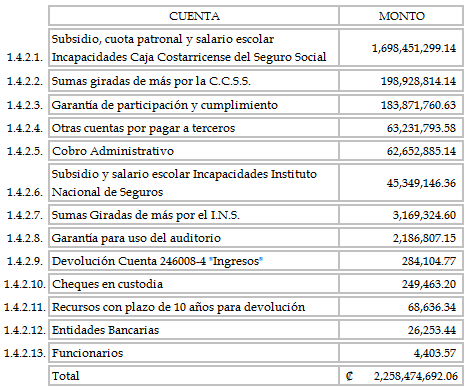 CUENTA MONTO
Subsidio, cuota patronal y salario escolar
1.4.2.1. Incapacidades Caja Costarricense del Seguro Social 1,698,451,299.14
1.4.2.2. Sumas giradas de más por la C.C.S.S. 198,928,814.14
1.4.2.3. Garantía de participación y cumplimiento 183,871,760.63
1.4.2.4. Otras cuentas por pagar a terceros 63,231,793.58
1.4.2.5. Cobro Administrativo 62,652,885.14
Subsidio y salario escolar Incapacidades Instituto
1.4.2.6. Nacional de Seguros 45,349,146.36
1.4.2.7. Sumas Giradas de más por el I.N.S. 3,169,324.60
1.4.2.8. Garantía para uso del auditorio 2,186,807.15
1.4.2.9. Devolución Cuenta 246008-4 "Ingresos" 284,104.77
1.4.2.10. Cheques en custodia 249,463.20
1.4.2.11. Recursos con plazo de 10 años para devolución 68,636.34
1.4.2.12. Entidades Bancarias 26,253.44
1.4.2.13. Funcionarios 4,403.57
Total ₡ 2,258,474,692.06